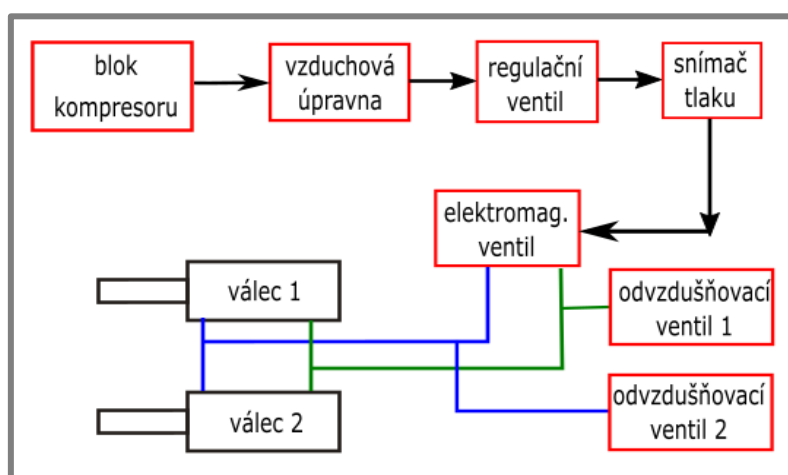 blok
kompresoru
vzduchová
úpravna
regulační
ventil
snímač
tlaku
elektromag.
ventil
válec 1
odvzdušňovací
ventil 1
válec 2
odvzdušňovací
ventil 2